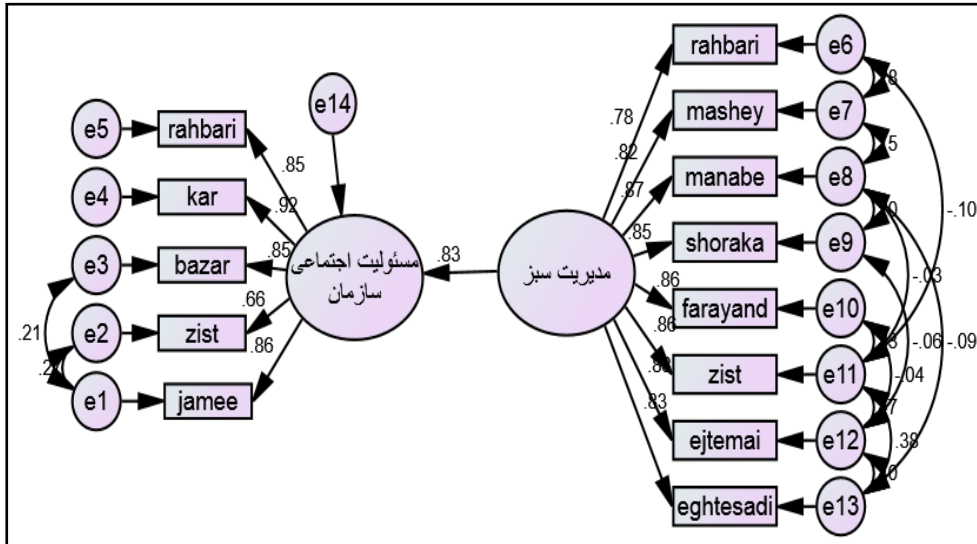 rahbari
e6
e14
mashey
e7
e5
rahbari
.78
.82
manabe
e8
.85
e4
kar
.87
-.10
.92
shoraka
e9
.85
e3
bazar
.85
مسئولیت اجتماعی
سازمان
.83
مدیریت سبز
-.03
.86
farayand
e10
.66
.21
e2
zist
.86
-.06
-.09
.86
zist
e11
-.04
e1
jamee
.83
ejtemai
e12
.38
eghtesadi
e13